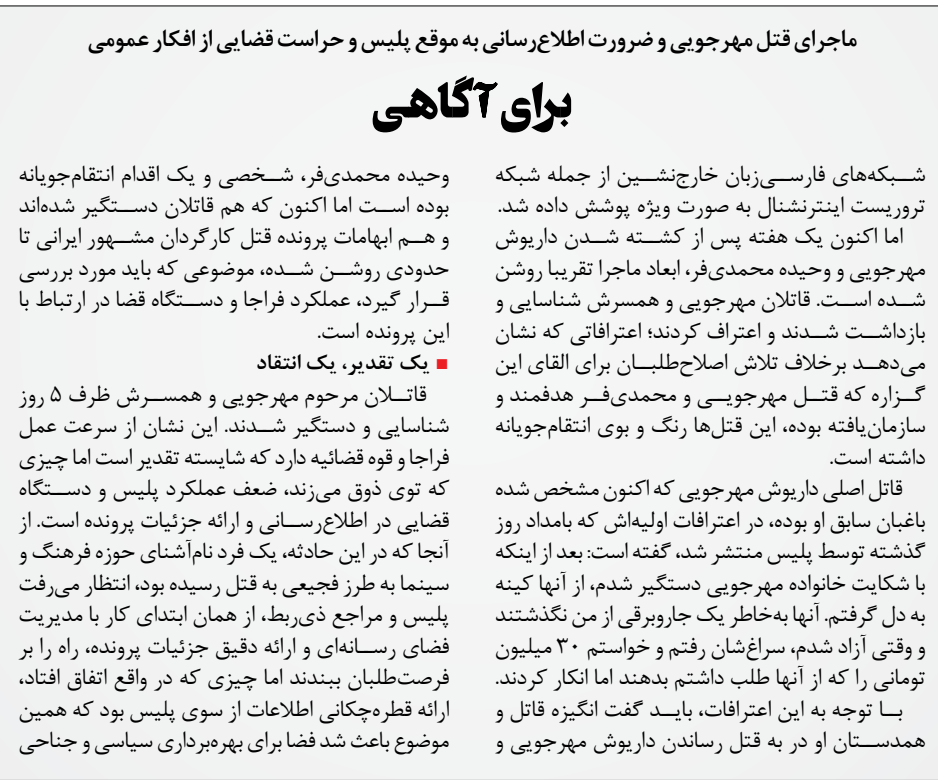 ماجرای قتل مهرجویی و ضرورت اطلاع‌رسانی به موقع پلیس و حراست قضایی از افکار عمومی
برای آگاهی
شبکه‌های فارسی‌زبان خارج‌نشین از جمله شبکه
تروریست اینترنشنال به صورت ویژه پوشش داده شد.
اما اکنون یک هفته پس از کشته شدن داریوش
مهرجویی و وحیده محمدی‌فر، ابعاد ماجرا تقریبا روشن
شده است. قاتلان مهرجویی و همسرش شناسایی و
بازداشت شدند و اعتراف کردند؛ اعترافاتی که نشان
می‌دهد برخلاف تلاش اصلاح‌طلبان برای القای این
گزاره که قتل مهرجویی و محمدی‌فر هدفمند و
سازمان‌یافته بوده، این قتل‌ها رنگ و بوی انتقام‌جویانه
داشته است.
قاتل اصلی داریوش مهرجویی که اکنون مشخص شده
باغبان سابق او بوده، در اعترافات اولیه‌اش که بامداد روز
گذشته توسط پلیس منتشر شد، گفته است: بعد از اینکه
با شکایت خانواده مهرجویی دستگیر شدم، از آنها کینه
به دل گرفتم. آنها به‌خاطر یک جاروبرقی از من نگذشتند
و وقتی آزاد شدم، سراغ‌شان رفتم و خواستم ۳۰ میلیون
تومانی را که از آنها طلب داشتم بدهند اما انکار کردند.
با توجه به این اعترافات، باید گفت انگیزه قاتل و
همدستان او در به قتل رساندن داریوش مهرجویی و
وحیده محمدی‌فر، شخصی و یک اقدام انتقام‌جویانه
بوده است اما اکنون که هم قاتلان دستگیر شده‌اند
و هم ابهامات پرونده قتل کارگردان مشهور ایرانی تا
حدودی روشن شده، موضوعی که باید مورد بررسی
قرار گیرد، عملکرد فراجا و دستگاه قضا در ارتباط با
این پرونده است.
■ یک تقدیر، یک انتقاد
قاتلان مرحوم مهرجویی و همسرش ظرف ۵ روز
شناسایی و دستگیر شدند. این نشان از سرعت عمل
فراجا و قوه قضائیه دارد که شایسته تقدیر است اما چیزی
که توی ذوق می‌زند، ضعف عملکرد پلیس و دستگاه
قضایی در اطلاع‌رسانی و ارائه جزئیات پرونده است. از
آنجا که در این حادثه، یک فرد نام‌آشنای حوزه فرهنگ و
سینما به طرز فجیعی به قتل رسیده بود، انتظار می‌رفت
پلیس و مراجع ذی‌ربط، از همان ابتدای کار با مدیریت
فضای رسانه‌ای و ارائه دقیق جزئیات پرونده، راه را بر
فرصت‌طلبان ببندند اما چیزی که در واقع اتفاق افتاد،
ارائه قطره‌چکانی اطلاعات از سوی پلیس بود که همین
موضوع باعث شد فضا برای بهره‌برداری سیاسی و جناحی